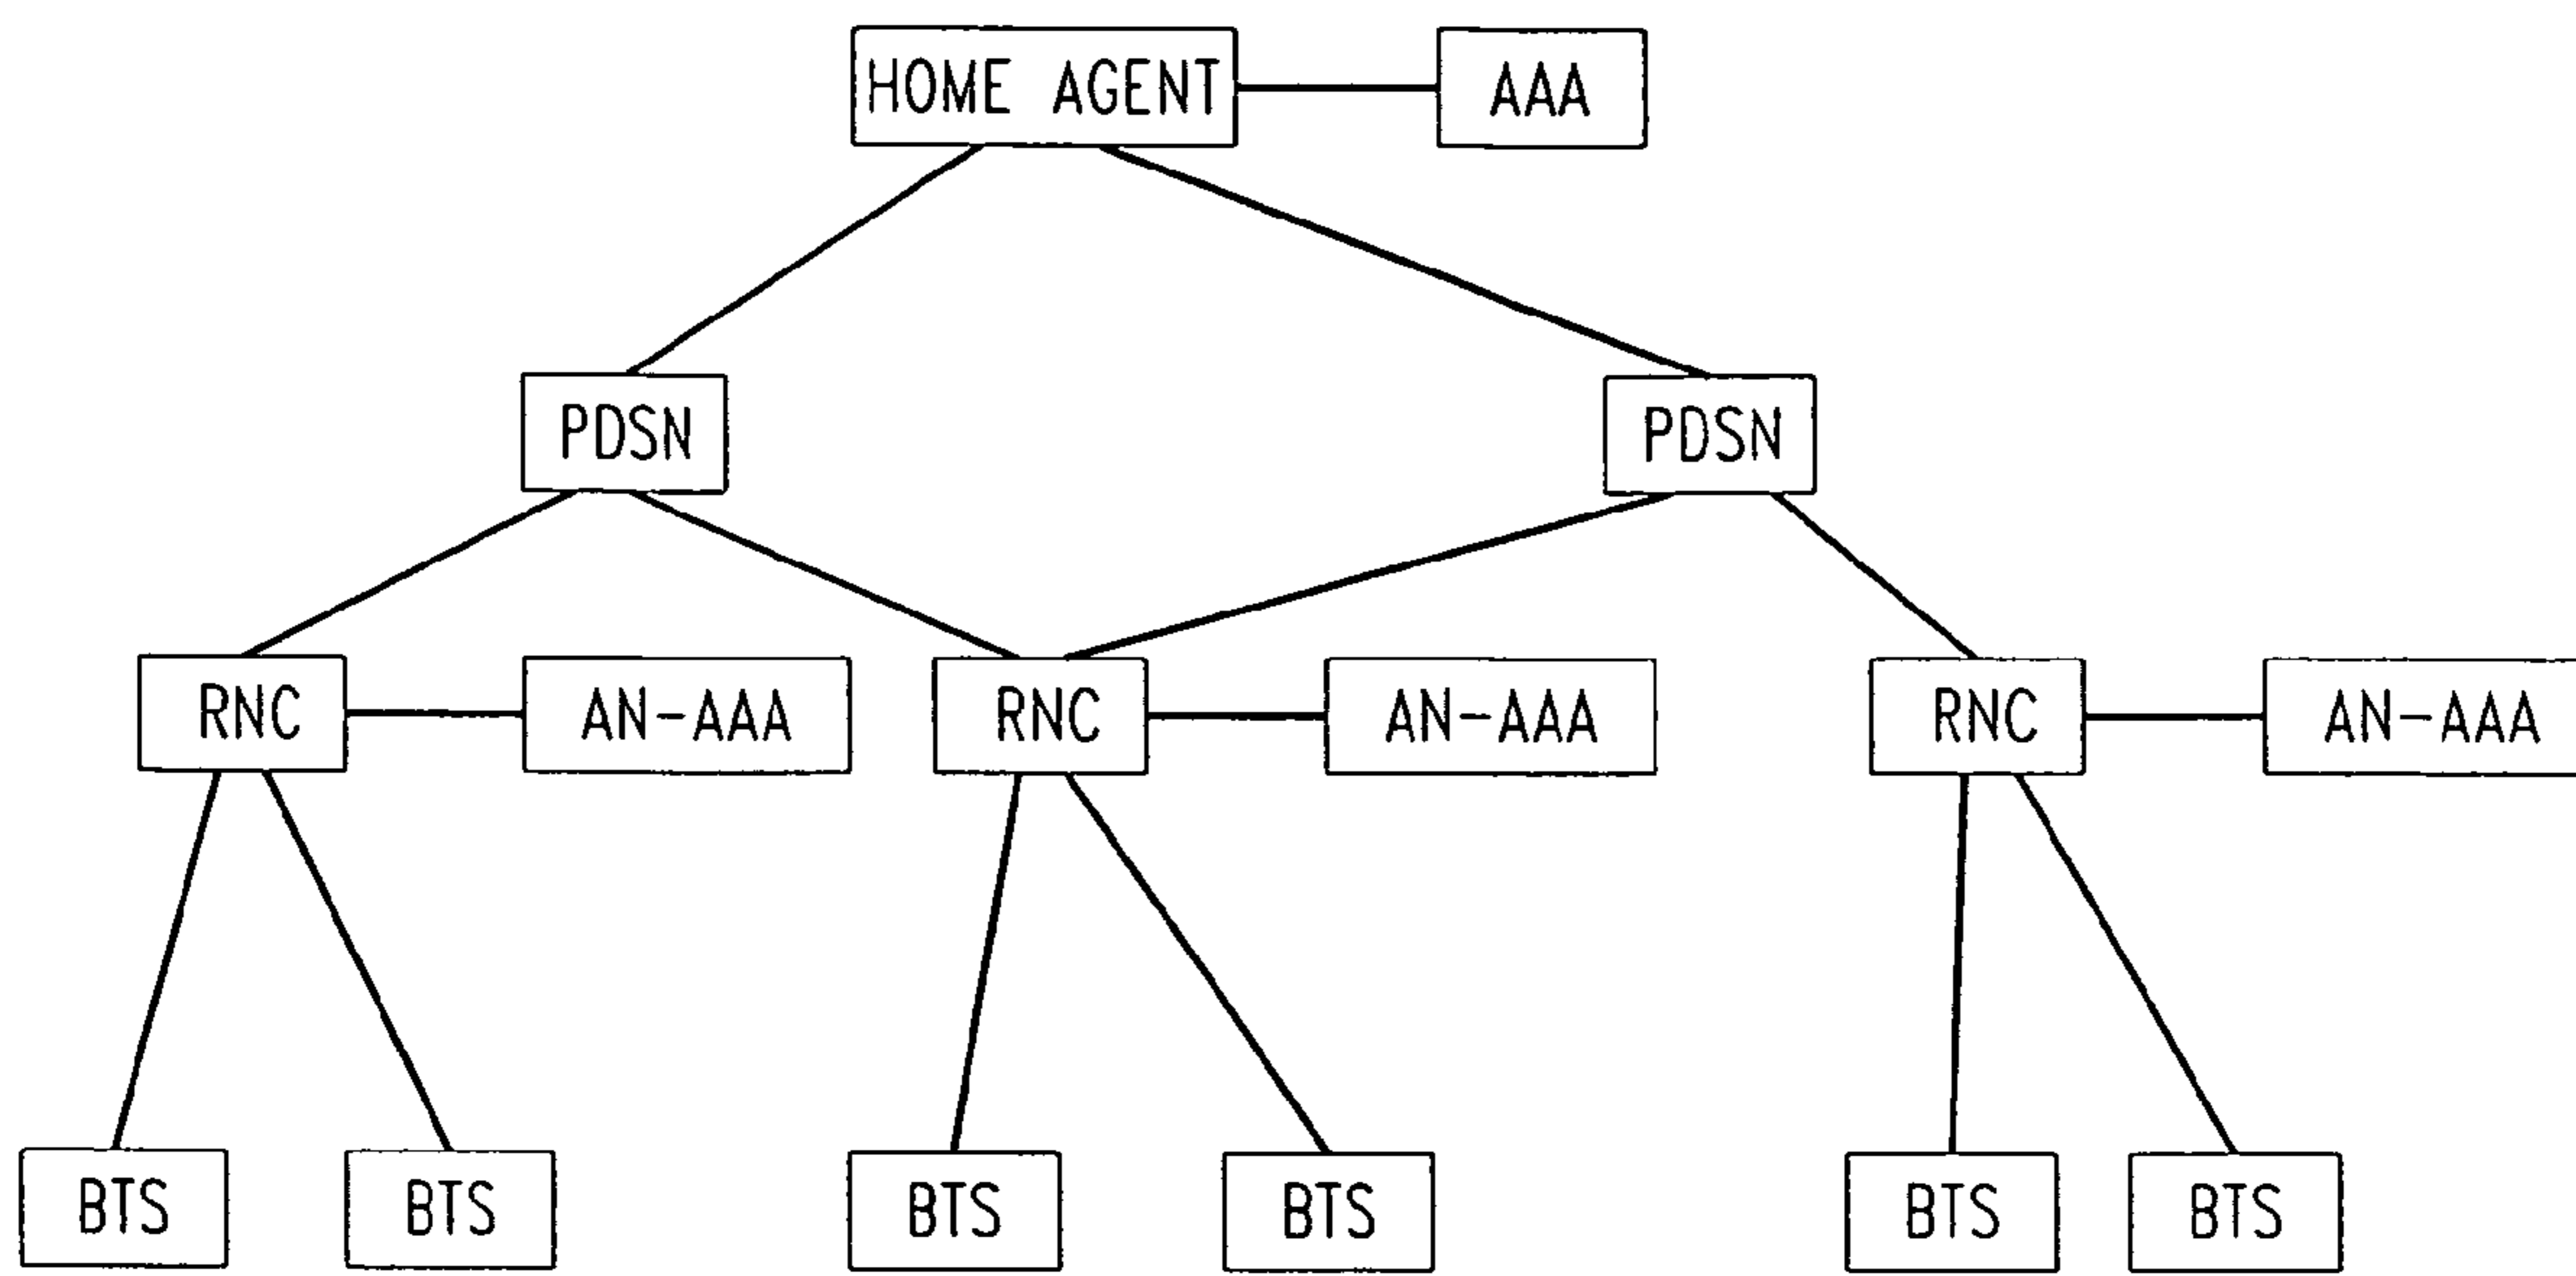 HOME AGENT
AAA
PDSN
PDSN
RNC
AN-AAA
RNC
AN-AAA
RNC
AN-AAA
BTS
BTS
BTS
BTS
BTS
BTS